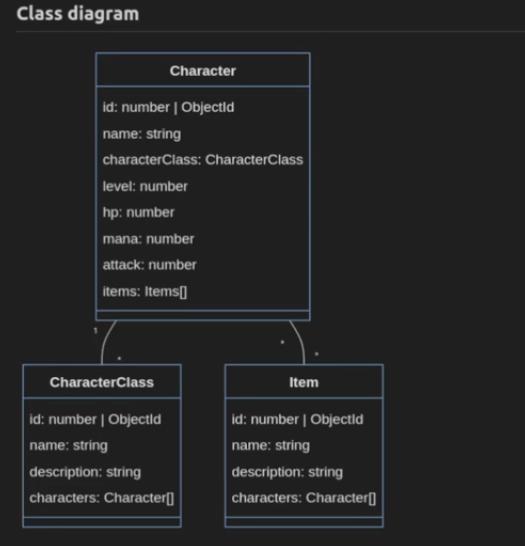 Class diagram
Character
id: number | ObjectId
name: string
characterClass: CharacterClass
level: number
hp: number
mana: number
attack: number
items: Items[]
1
*
*
*
CharacterClass
id: number | ObjectId
name: string
description: string
characters: Character[]
Item
id: number | ObjectId
name: string
description: string
characters: Character[]